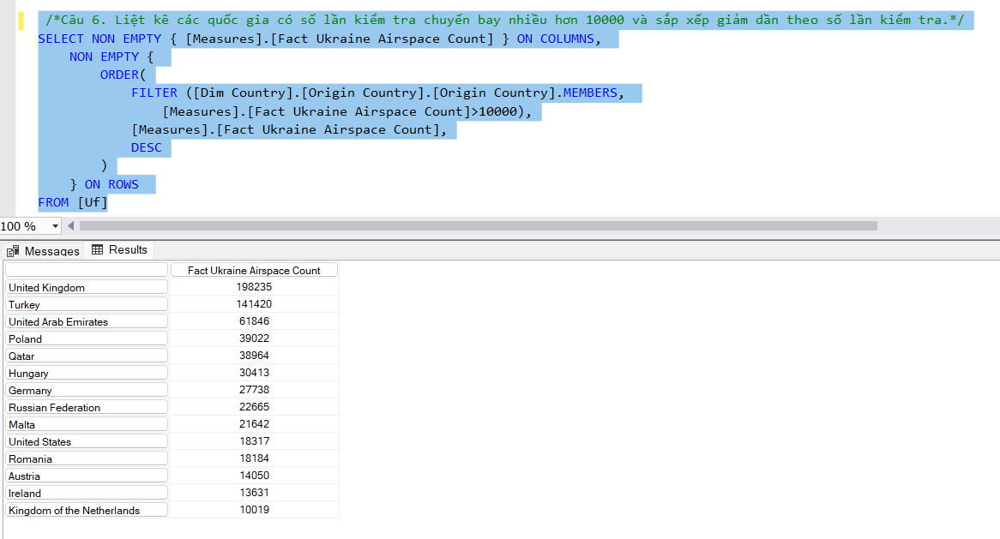 /*Câu 6. Liệt kê các quốc gia có số lần kiểm tra chuyến bay nhiều hơn 10000 và sắp xếp giảm dần theo số lần kiểm tra.*/
SELECT NON EMPTY { [Measures].[Fact Ukraine Airspace Count] } ON COLUMNS,
NON EMPTY {
ORDER(
FILTER ([Dim Country].[Origin Country].[Origin Country].MEMBERS,
[Measures].[Fact Ukraine Airspace Count]>10000),
[Measures].[Fact Ukraine Airspace Count],
DESC
)
} ON ROWS
FROM [Uf]
100 %
Messages Results
Fact Ukraine Airspace Count
United Kingdom 198235
Turkey 141420
United Arab Emirates 61846
Poland 39022
Qatar 38964
Hungary 30413
Germany 27738
Russian Federation 22665
Malta 21642
United States 18317
Romania 18184
Austria 14050
Ireland 13631
Kingdom of the Netherlands 10019